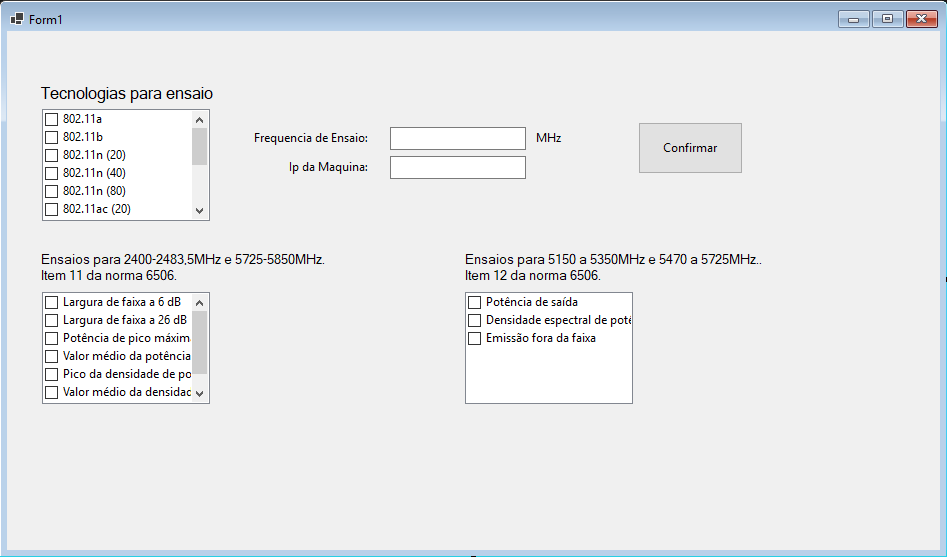 Form1
Tecnologias para ensaio
802.11a
802.11b
802.11n (20)
802.11n (40)
802.11n (80)
802.11ac (20)
Frequencia de Ensaio:
MHz
Ip da Maquina:
Confirmar
Ensaios para 2400-2483,5MHz e 5725-5850MHz.
Item 11 da norma 6506.
Largura de faixa a 6 dB
Largura de faixa a 26 dB
Potência de pico máxim
Valor médio da potência
Pico da densidade de po
Valor médio da densidad
Ensaios para 5150 a 5350MHz e 5470 a 5725MHz..
Item 12 da norma 6506.
Potência de saída
Densidade espectral de potê
Emissão fora da faixa